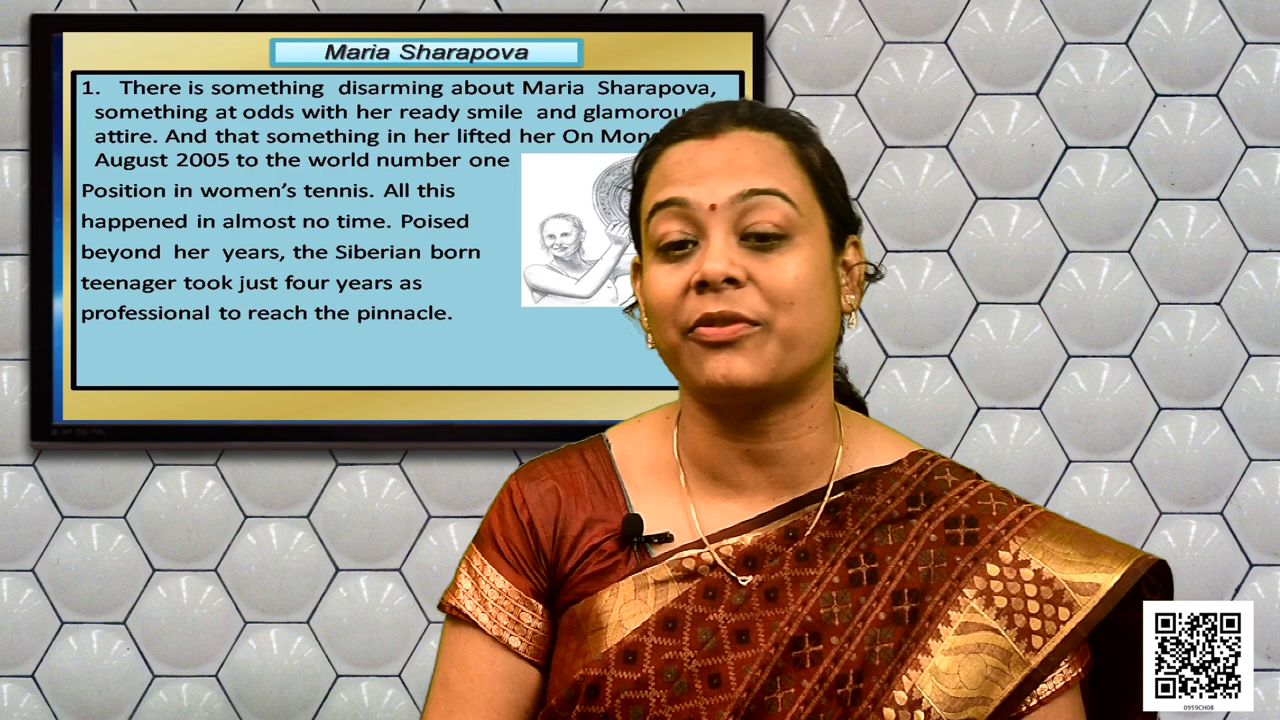 Maria Sharapova
1. There is something disarming about Maria Sharapova,
something at odds with her ready smile and glamorou
attire. And that something in her lifted her On Mon
August 2005 to the world number one
Position in women’s tennis. All this
happened in almost no time. Poised
beyond her years, the Siberian born
teenager took just four years as
professional to reach the pinnacle.
0959CH08